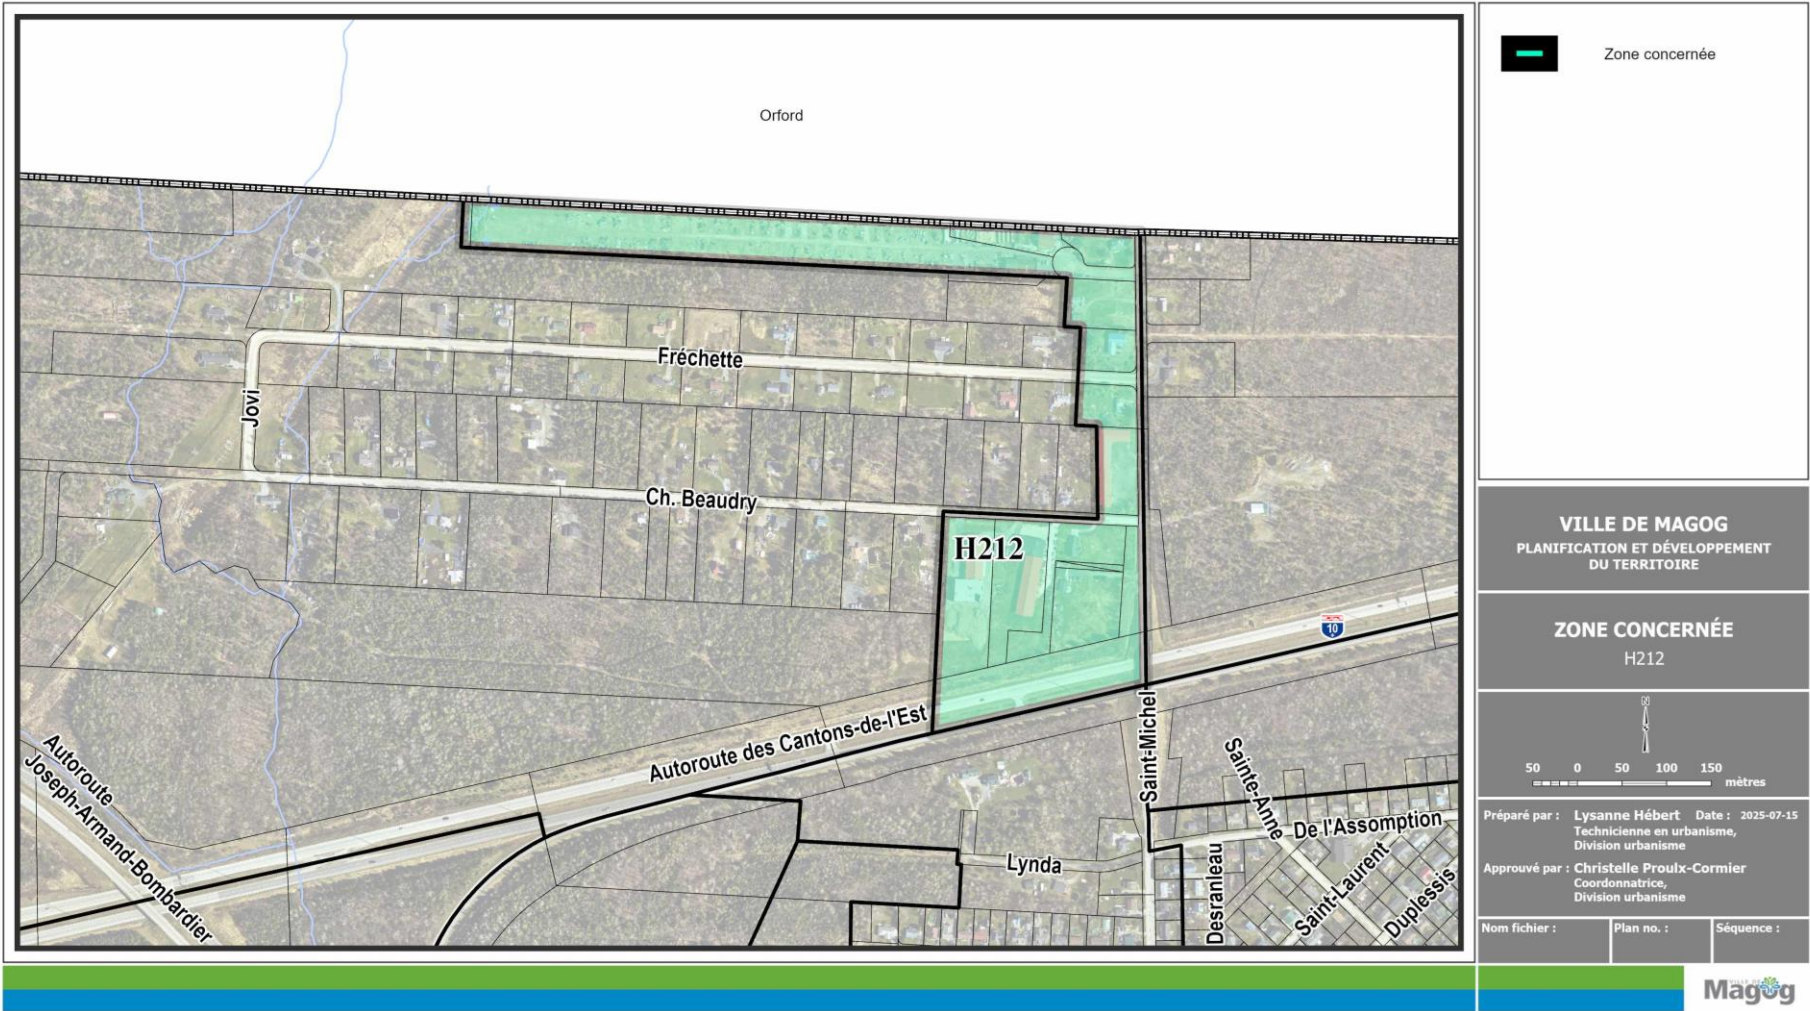 Orford
Fréchette
Jovi
Ch. Beaudry
H212
10
Autoroute des Cantons-de-l'Est
Saint-Michel
Autoroute
Joseph-Armand-Bombardier
Sainte-Anne
De l'Assomption
Lynda
Desranleau
Saint-Laurent
Duplessis
Zone concernée
VILLE DE MAGOG
PLANIFICATION ET DÉVELOPPEMENT
DU TERRITOIRE
ZONE CONCERNÉE
H212
N
50 0 50 100 150
mètres
Préparé par : Lysanne Hébert Date : 2025-07-15
Technicienne en urbanisme,
Division urbanisme
Approuvé par : Christelle Proulx-Cormier
Coordonnatrice,
Division urbanisme
Nom fichier : Plan no. : Séquence :
Magog